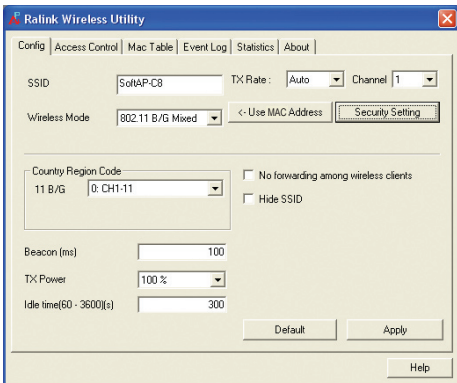 Ralink Wireless Utility
Config Access Control Mac Table Event Log Statistics About
SSID SoftAP-C8 TX Rate : Auto Channel 1
Wireless Mode 802.11 B/G Mixed <- Use MAC Address Security Setting
Country Region Code
11 B/G 0: CH1-11
No forwarding among wireless clients
Hide SSID
Beacon (ms) 100
TX Power 100 %
Idle time(60 - 3600)(s) 300
Default Apply
Help